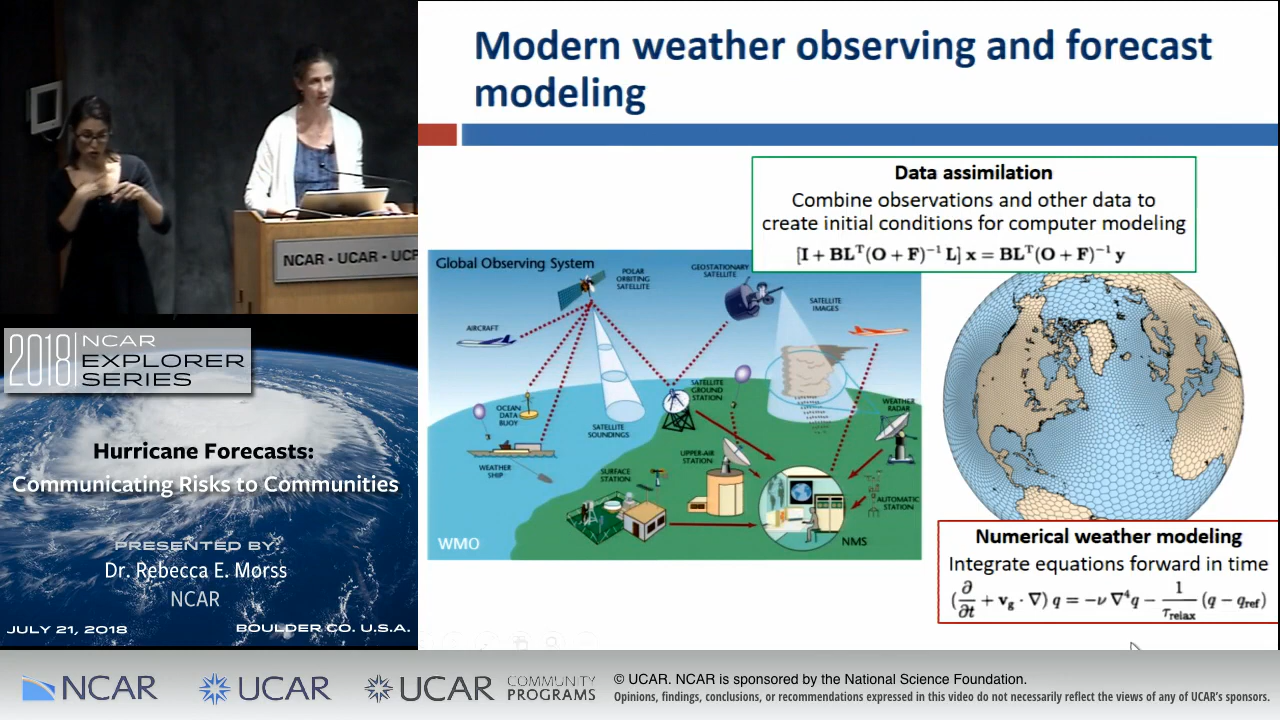 Modern weather observing and forecast
modeling
Data assimilation
Combine observations and other data to
create initial conditions for computer modeling
[I + BLᵀ(O + F)⁻¹ L] x = BLᵀ(O + F)⁻¹ y
Global Observing System
POLAR
ORBITING
SATELLITE
GEOSTATIONARY
SATELLITE
SATELLITE
IMAGES
AIRCRAFT
OCEAN
DATA
BUOY
SATELLITE
GROUND
STATION
WEATHER
RADAR
SATELLITE
SOUNDINGS
WEATHER
SHIP
SURFACE
STATION
UPPER-AIR
STATION
AUTOMATIC
STATION
WMO
NMS
Numerical weather modeling
Integrate equations forward in time
(∂/∂t + v_g · ∇) q = −ν ∇⁴q − 1/τ_relax (q − q_ref)
NCAR • UCAR • UCP
2018 NCAR
EXPLORER
SERIES
Hurricane Forecasts:
Communicating Risks to Communities
PRESENTED BY:
Dr. Rebecca E. Morss
NCAR
JULY 21, 2018 BOULDER CO. U.S.A.
NCAR
UCAR
UCAR COMMUNITY
PROGRAMS
© UCAR. NCAR is sponsored by the National Science Foundation.
Opinions, findings, conclusions, or recommendations expressed in this video do not necessarily reflect the views of any of UCAR's sponsors.